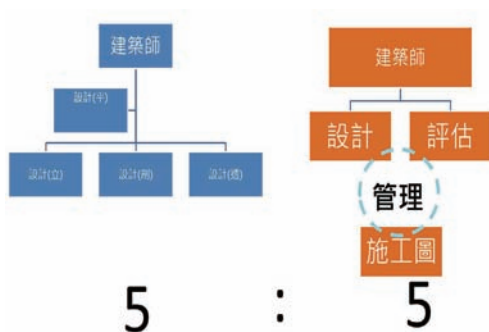 建築師
設計(平)
設計(立)
設計(剖)
設計(透)
建築師
設計
評估
管理
施工圖
5 : 5